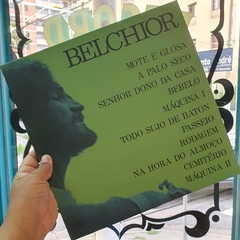 BELCHIOR
MOTE E GLOSA
A PALO SECO
SENHOR DONO DA CASA
BEBELO
MÁQUINA I
TODO SUJO DE BATON
PASSEIO
RODAGEM
NA HORA DO ALMOÇO
CEMITÉRIO
MÁQUINA II